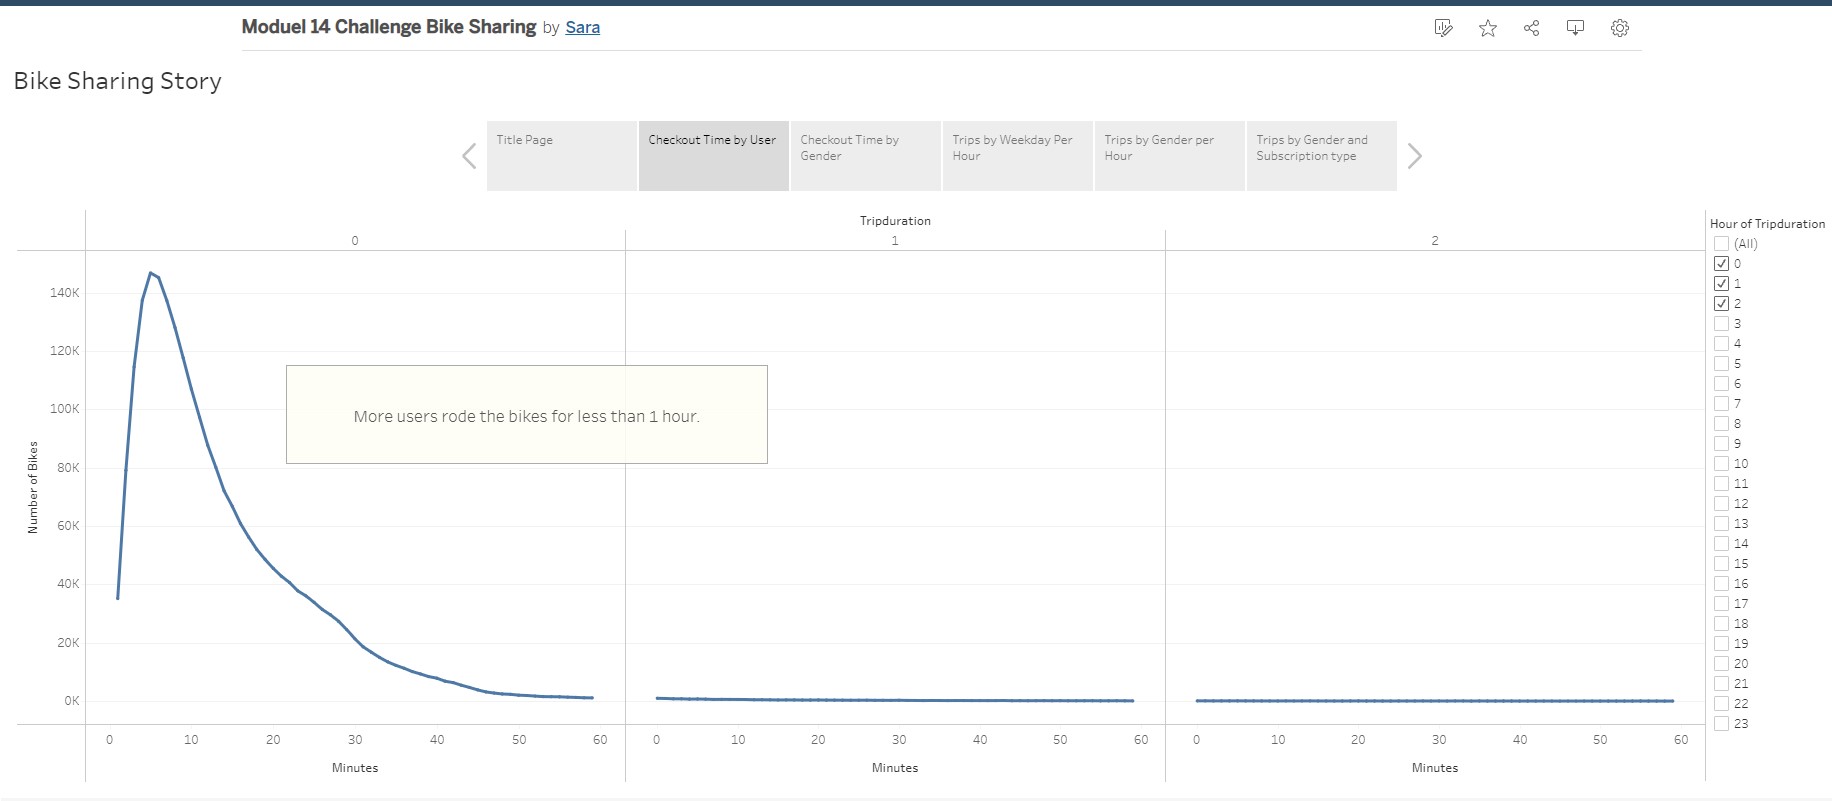 Moduel 14 Challenge Bike Sharing by Sara
Bike Sharing Story
Title Page
Checkout Time by User
Checkout Time by
Gender
Trips by Weekday Per
Hour
Trips by Gender per
Hour
Trips by Gender and
Subscription type
Tripduration
0
1
2
Number of Bikes
140K
120K
100K
80K
60K
40K
20K
0K
More users rode the bikes for less than 1 hour.
0 10 20 30 40 50 60
Minutes
0 10 20 30 40 50 60
Minutes
0 10 20 30 40 50 60
Minutes
Hour of Tripduration
(All)
0
1
2
3
4
5
6
7
8
9
10
11
12
13
14
15
16
17
18
19
20
21
22
23